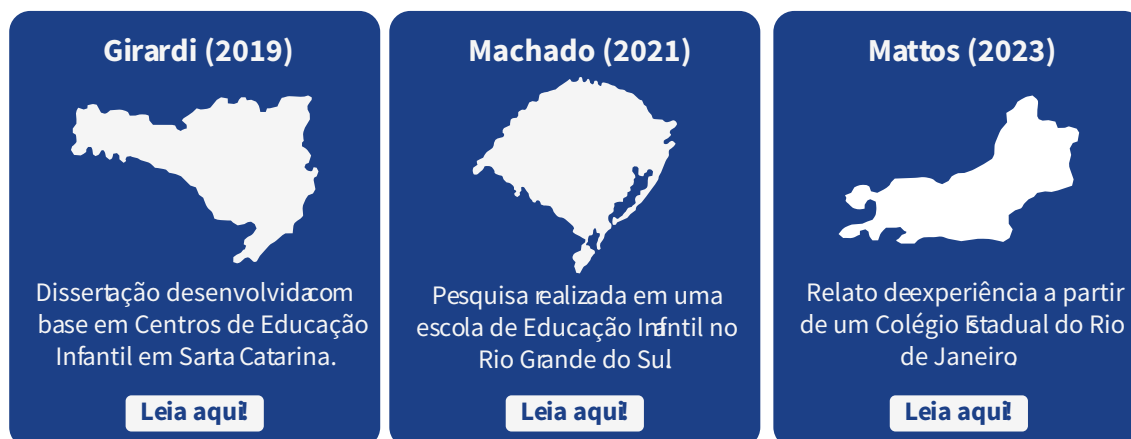 Girardi (2019)
Dissertação desenvolvida com
base em Centros de Educação
Infantil em Santa Catarina.
Leia aqui!
Machado (2021)
Pesquisa realizada em uma
escola de Educação Infantil no
Rio Grande do Sul.
Leia aqui!
Mattos (2023)
Relato de experiência a partir
de um Colégio Estadual do Rio
de Janeiro.
Leia aqui!